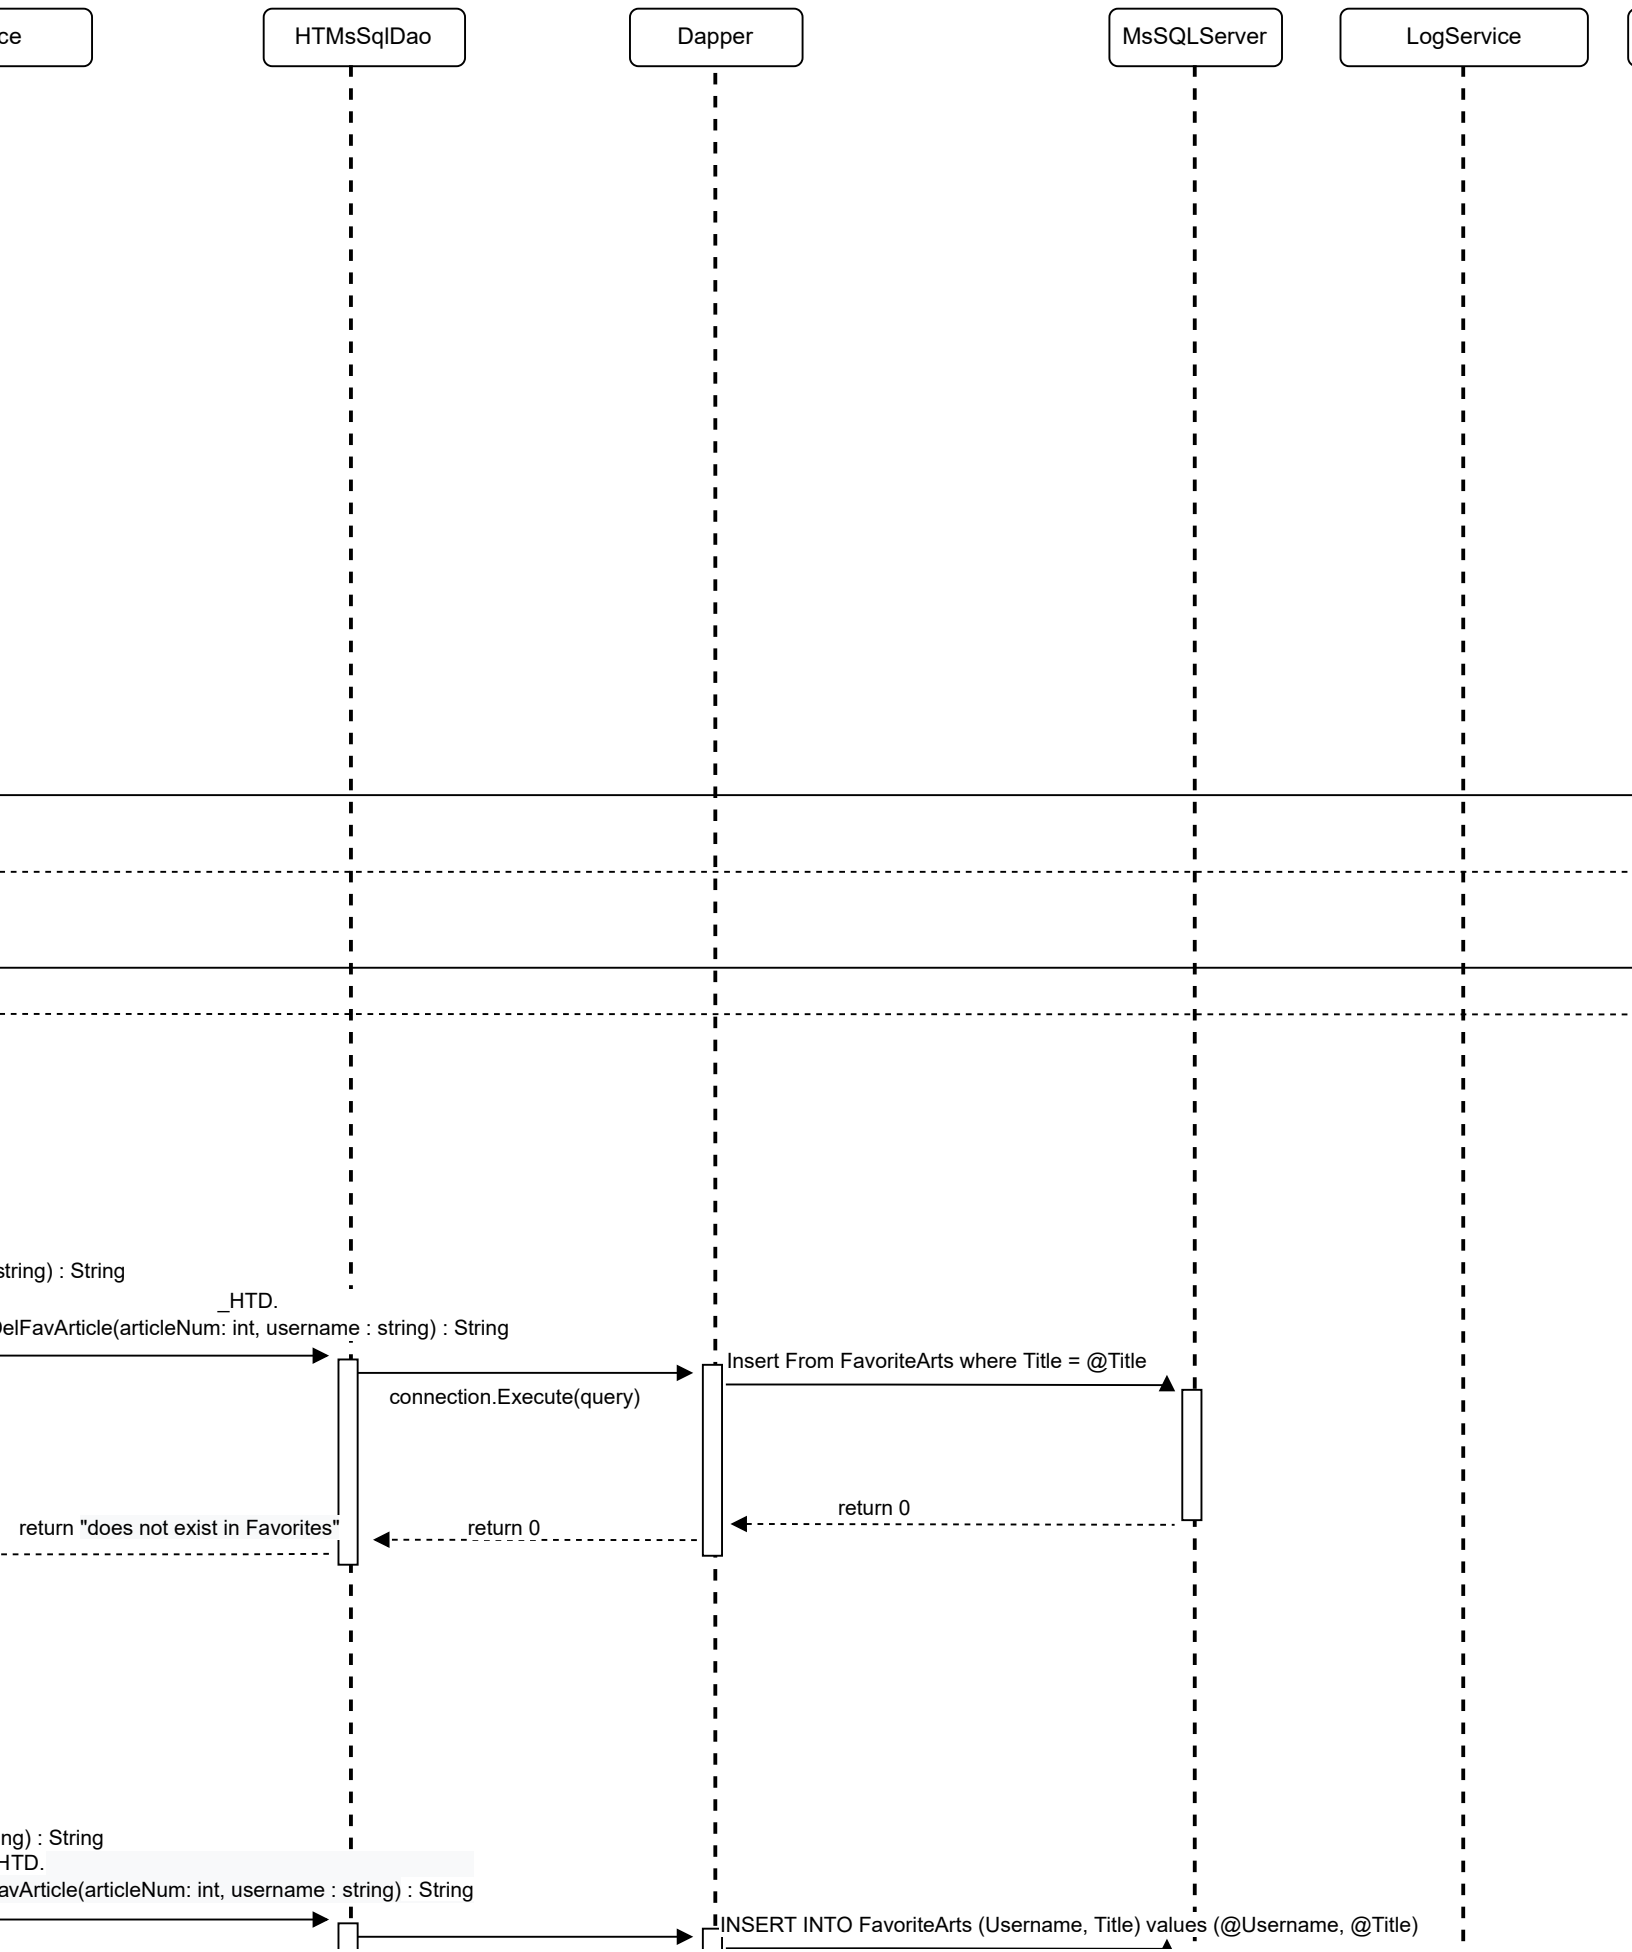 ce
HTMsSqlDao
Dapper
MsSQLServer
LogService
string) : String
_HTD.
DelFavArticle(articleNum: int, username : string) : String
Insert From FavoriteArts where Title = @Title
connection.Execute(query)
return 0
return "does not exist in Favorites"
return 0
ng) : String
HTD.
avArticle(articleNum: int, username : string) : String
INSERT INTO FavoriteArts (Username, Title) values (@Username, @Title)